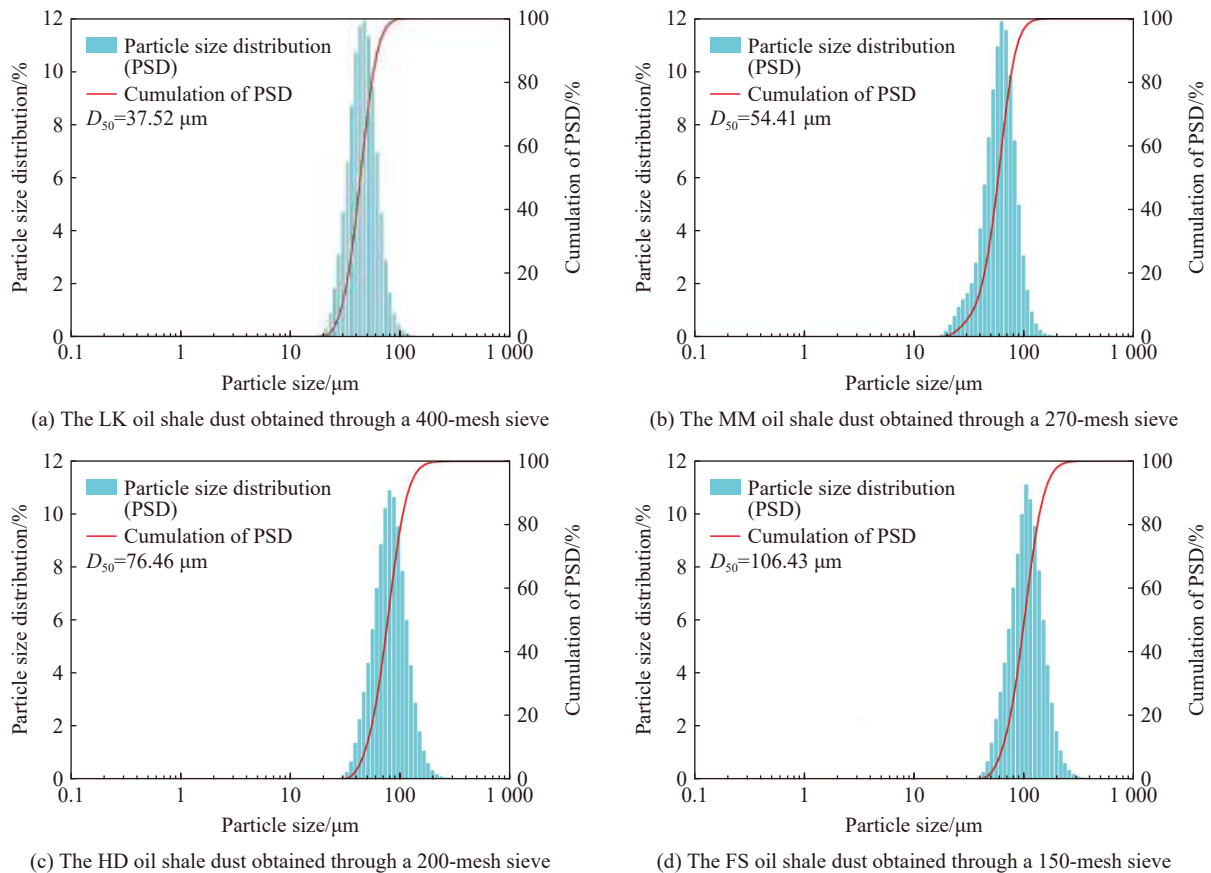 12
10
8
6
4
2
0
Particle size distribution/%
Particle size distribution
(PSD)
Cumulation of PSD
D₅₀=37.52 μm
100
80
60
40
20
0
Cumulation of PSD/%
0.1 1 10 100 1 000
Particle size/μm
(a) The LK oil shale dust obtained through a 400-mesh sieve
12
10
8
6
4
2
0
Particle size distribution/%
Particle size distribution
(PSD)
Cumulation of PSD
D₅₀=54.41 μm
100
80
60
40
20
0
Cumulation of PSD/%
0.1 1 10 100 1 000
Particle size/μm
(b) The MM oil shale dust obtained through a 270-mesh sieve
12
10
8
6
4
2
0
Particle size distribution/%
Particle size distribution
(PSD)
Cumulation of PSD
D₅₀=76.46 μm
100
80
60
40
20
0
Cumulation of PSD/%
0.1 1 10 100 1 000
Particle size/μm
(c) The HD oil shale dust obtained through a 200-mesh sieve
12
10
8
6
4
2
0
Particle size distribution/%
Particle size distribution
(PSD)
Cumulation of PSD
D₅₀=106.43 μm
100
80
60
40
20
0
Cumulation of PSD/%
0.1 1 10 100 1 000
Particle size/μm
(d) The FS oil shale dust obtained through a 150-mesh sieve